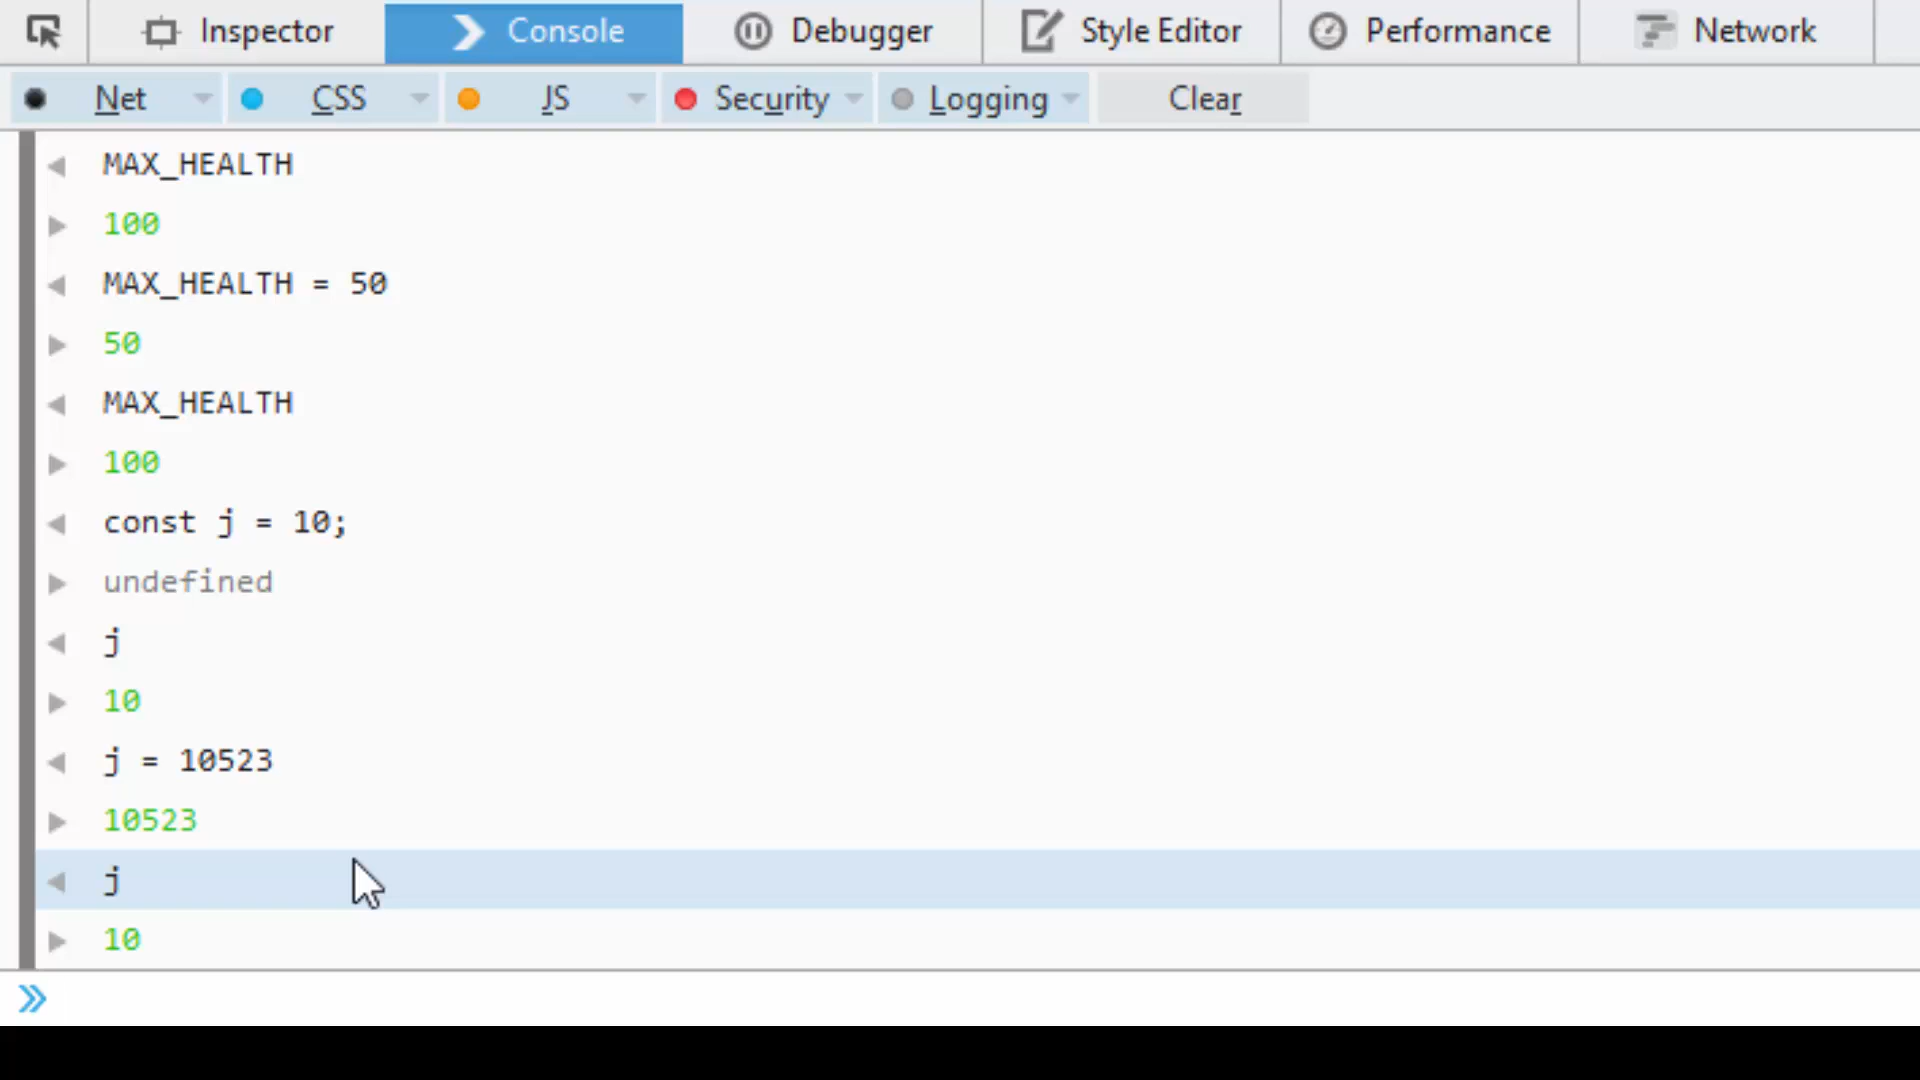 Inspector Console Debugger Style Editor Performance Network
Net CSS JS Security Logging Clear
MAX_HEALTH
100
MAX_HEALTH = 50
50
MAX_HEALTH
100
const j = 10;
undefined
j
10
j = 10523
10523
j
10